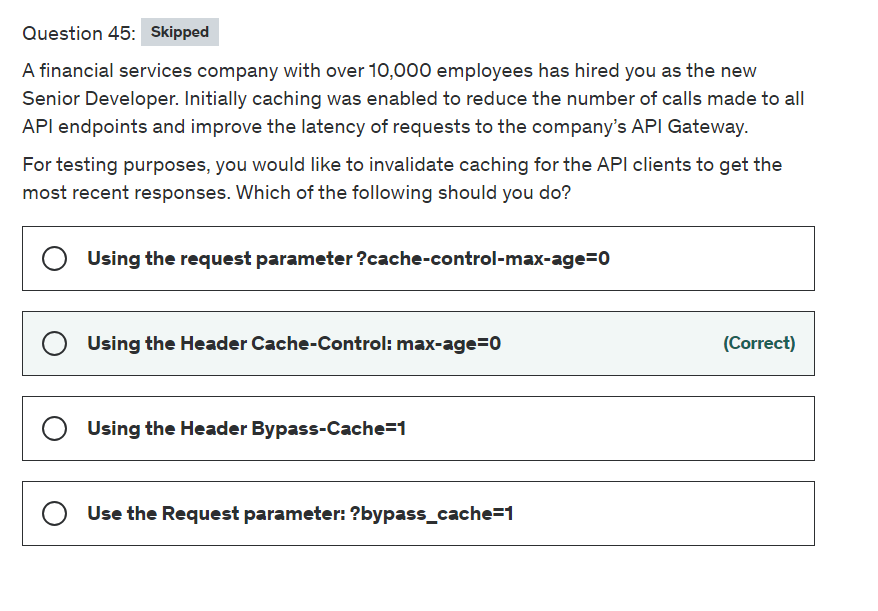 Question 45: Skipped
A financial services company with over 10,000 employees has hired you as the new
Senior Developer. Initially caching was enabled to reduce the number of calls made to all
API endpoints and improve the latency of requests to the company's API Gateway.
For testing purposes, you would like to invalidate caching for the API clients to get the
most recent responses. Which of the following should you do?
Using the request parameter ?cache-control-max-age=0
Using the Header Cache-Control: max-age=0 (Correct)
Using the Header Bypass-Cache=1
Use the Request parameter: ?bypass_cache=1